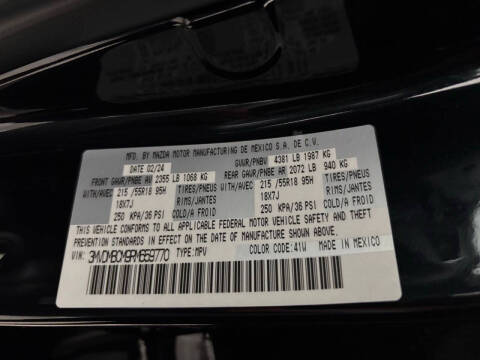 MFD. BY MAZDA MOTOR MANUFACTURING DE MEXICO S.A. DE C.V.
DATE 02/24 GVWR/PNBV 4381 LB 1987 KG
FRONT GAWR/PNBE AV 2355 LB 1068 KG REAR GAWR/PNBE AR 2072 LB 940 KG
WITH/AVEC 215 /55R18 95H TIRES/PNEUS WITH/AVEC 215 /55R18 95H TIRES/PNEUS
18X7J RIMS/JANTES 18X7J RIMS/JANTES
250 KPA/36 PSI COLD/A FROID 250 KPA/36 PSI COLD/A FROID
THIS VEHICLE CONFORMS TO ALL APPLICABLE FEDERAL MOTOR VEHICLE SAFETY AND
THEFT PREVENTION STANDARDS IN EFFECT ON THE DATE OF MANUFACTURE SHOWN ABOVE.
VIN: TYPE: MPV COLOR CODE: 41W MADE IN MEXICO